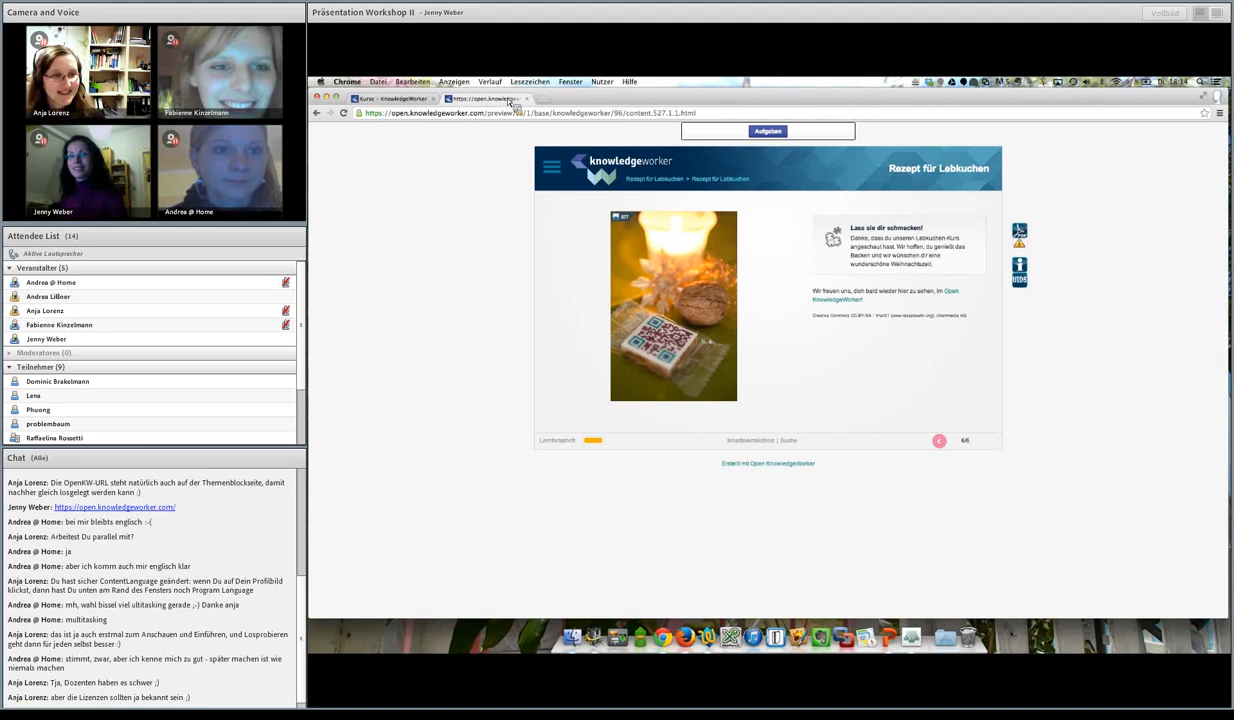 Camera and Voice
Anja Lorenz
Fabienne Kinzelmann
Jenny Weber
Andrea @ Home
Attendee List (14)
Aktive Lautsprecher
Veranstalter (5)
Andrea @ Home
Andrea Lißner
Anja Lorenz
Fabienne Kinzelmann
Jenny Weber
Moderatoren (0)
Teilnehmer (9)
Dominic Brakelmann
Lena
Phuong
problembaum
Raffaelina Rossetti
Chat (Alle)
Anja Lorenz: Die OpenKW-URL steht natürlich auch auf der Themenblockseite, damit
nachher gleich losgelegt werden kann :)
Jenny Weber: https://open.knowledgeworker.com/
Andrea @ Home: bei mir bleibts englisch :-(
Anja Lorenz: Arbeitest Du parallel mit?
Andrea @ Home: ja
Andrea @ Home: aber ich komm auch mir englisch klar
Anja Lorenz: Du hast sicher ContentLanguage geändert: wenn Du auf Dein Profilbild
klickst, dann hast Du unten am Rand des Fensters noch Program Language
Andrea @ Home: mh, wahl bissel viel ultitasking gerade ;-) Danke anja
Andrea @ Home: multitasking
Anja Lorenz: das ist ja auch erstmal zum Anschauen und Einführen, und Losprobieren
geht dann für jeden selbst besser :)
Andrea @ Home: stimmt, zwar, aber ich kenne mich zu gut - später machen ist wie
niemals machen
Anja Lorenz: Tja, Dozenten haben es schwer ;)
Anja Lorenz: aber die Lizenzen sollten ja bekannt sein ;)
Präsentation Workshop II - Jenny Weber
Vollbild
Chrome Datei Bearbeiten Anzeigen Verlauf Lesezeichen Fenster Nutzer Hilfe
Di. 18:14
Kurse - KnowledgeWorker
https://open.knowledge
Aufgaben
knowledgeworker
Rezept für Lebkuchen
Rezept für Lebkuchen > Rezept für Lebkuchen
Lass sie dir schmecken!
Danke, dass du unseren Lebkuchen-Kurs
angeschaut hast. Wir hoffen, du genießt das
Backen und wir wünschen dir eine
wunderschöne Weihnachtszeit.
Wir freuen uns, dich bald wieder hier zu sehen, im Open
KnowledgeWorker!
PDF
UIDS
Lernfortschritt
Inhaltsverzeichnis | Suche
6/6
Erstellt mit Open KnowledgeWorker